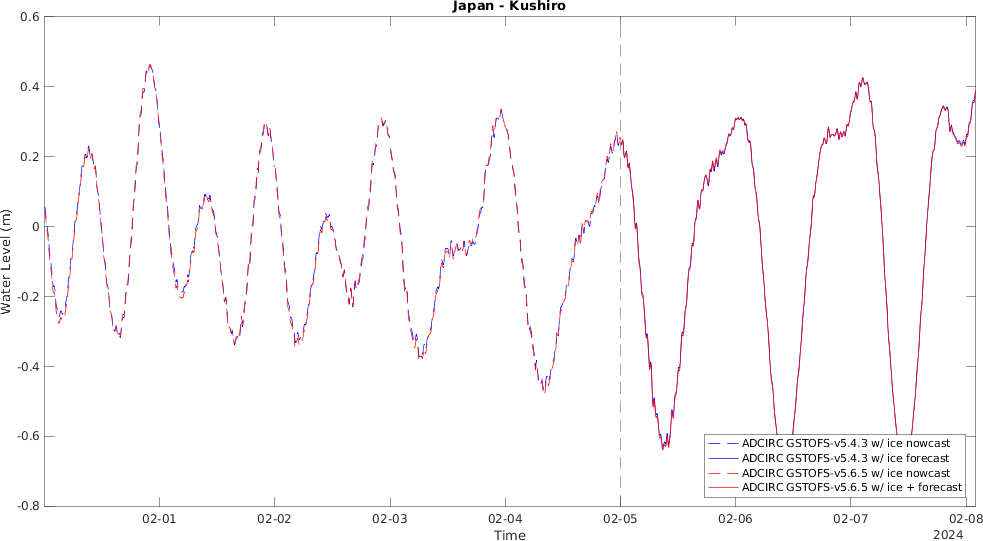 Japan - Kushiro
0.6
0.4
0.2
0
-0.2
-0.4
-0.6
-0.8
Water Level (m)
ADCIRC GSTOFS-v5.4.3 w/ ice nowcast
ADCIRC GSTOFS-v5.4.3 w/ ice forecast
ADCIRC GSTOFS-v5.6.5 w/ ice nowcast
ADCIRC GSTOFS-v5.6.5 w/ ice + forecast
02-01 02-02 02-03 02-04 02-05 02-06 02-07 02-08
Time
2024